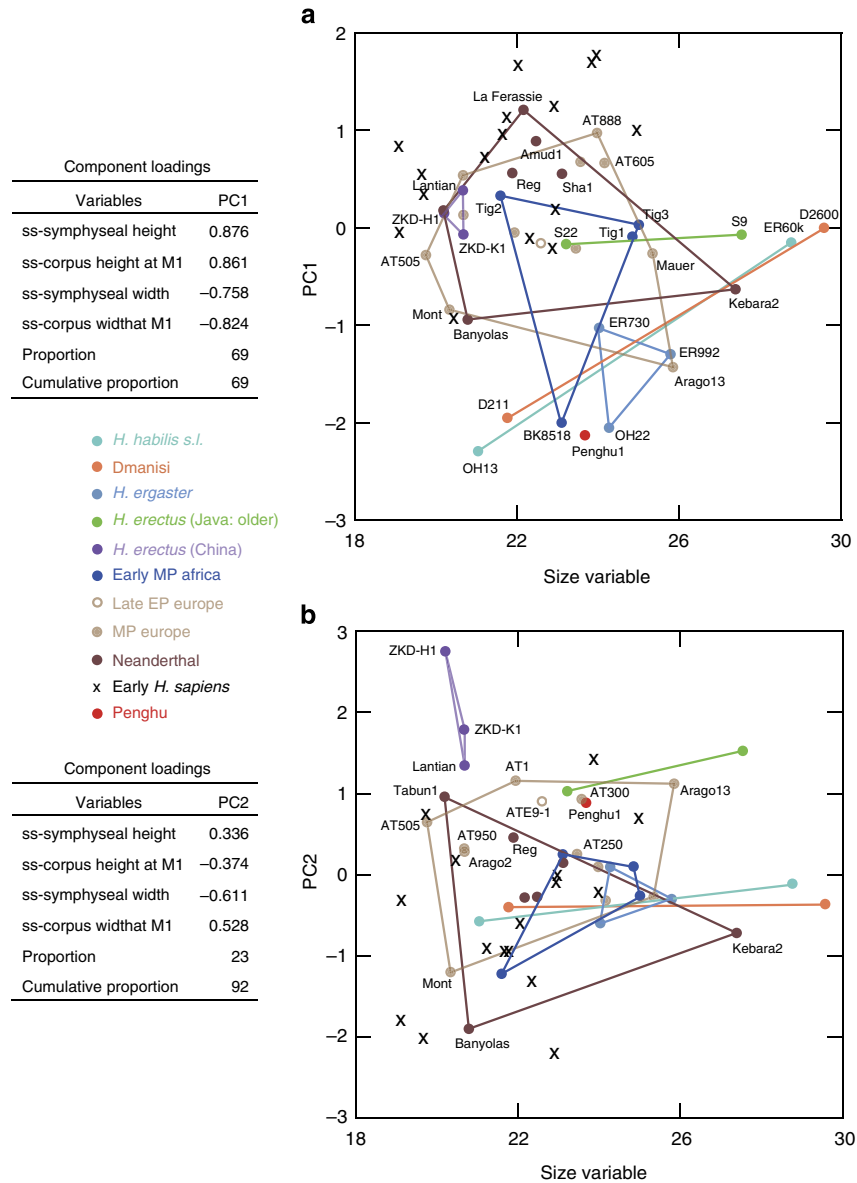 Component loadings
Variables PC1
ss-symphyseal height 0.876
ss-corpus height at M1 0.861
ss-symphyseal width –0.758
ss-corpus widthat M1 –0.824
Proportion 69
Cumulative proportion 69
H. habilis s.l.
Dmanisi
H. ergaster
H. erectus (Java: older)
H. erectus (China)
Early MP africa
Late EP europe
MP europe
Neanderthal
x Early H. sapiens
Penghu
Component loadings
Variables PC2
ss-symphyseal height 0.336
ss-corpus height at M1 –0.374
ss-symphyseal width –0.611
ss-corpus widthat M1 0.528
Proportion 23
Cumulative proportion 92
a
2
1
0
–1
–2
–3
PC1
18 22 26 30
Size variable
La Ferassie
AT888
Amud1
AT605
Lantian
Reg
Sha1
Tig2
Tig3
ZKD-H1
S22
Tig1
S9
D2600
ER60k
ZKD-K1
AT505
Mauer
Kebara2
Mont
Banyolas
ER730
ER992
Arago13
D211
BK8518
OH22
Penghu1
OH13
b
3
2
1
0
–1
–2
–3
PC2
18 22 26 30
Size variable
ZKD-H1
ZKD-K1
Lantian
AT1
Tabun1
AT300
Arago13
ATE9-1
Penghu1
AT505
AT950
Reg
AT250
Arago2
Kebara2
Mont
Banyolas